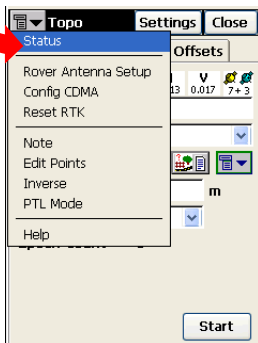 Topo Settings Close
Status
Offsets
Rover Antenna Setup
V
Config CDMA
13 0.017 7+3
Reset RTK
Note
Edit Points
Inverse
m
PTL Mode
Help
Start